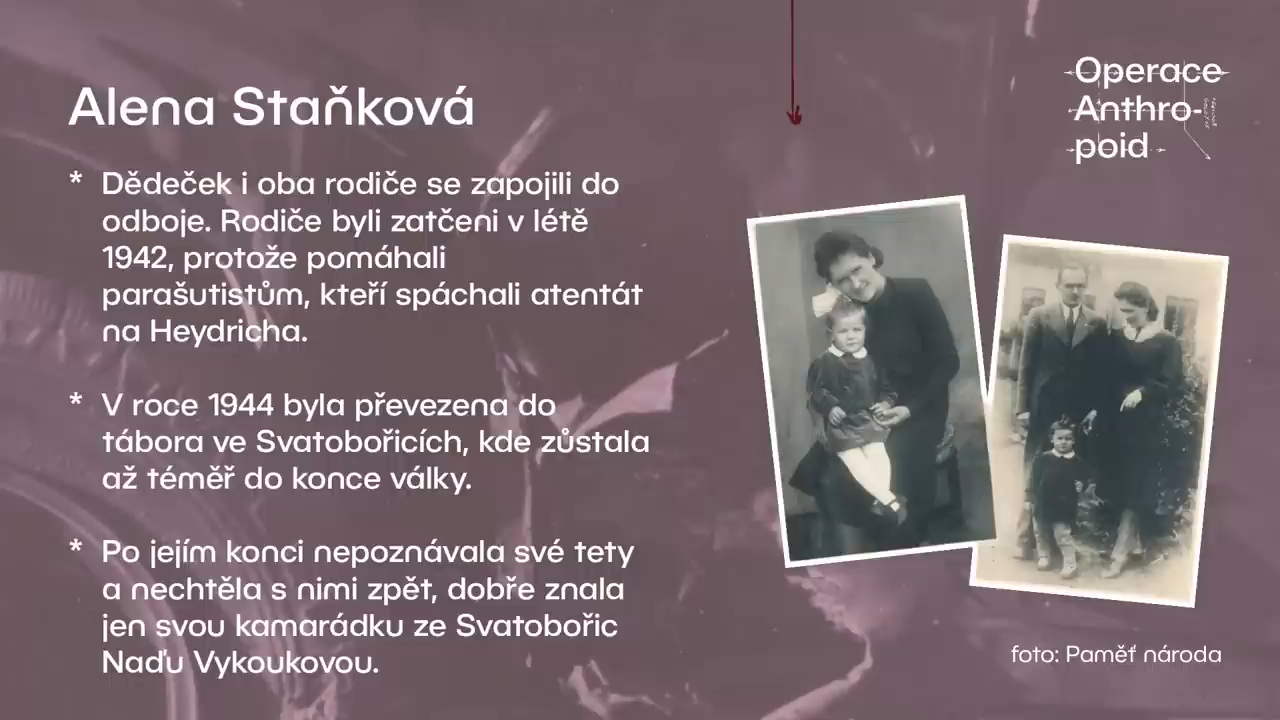 Alena Staňková
* Dědeček i oba rodiče se zapojili do
odboje. Rodiče byli zatčeni v létě
1942, protože pomáhali
parašutistům, kteří spáchali atentát
na Heydricha.
* V roce 1944 byla převezena do
tábora ve Svatobořicích, kde zůstala
až téměř do konce války.
* Po jejím konci nepoznávala své tety
a nechtěla s nimi zpět, dobře znala
jen svou kamarádku ze Svatobořic
Naďu Vykoukovou.
Operace
Anthro-
poid
foto: Paměť národa